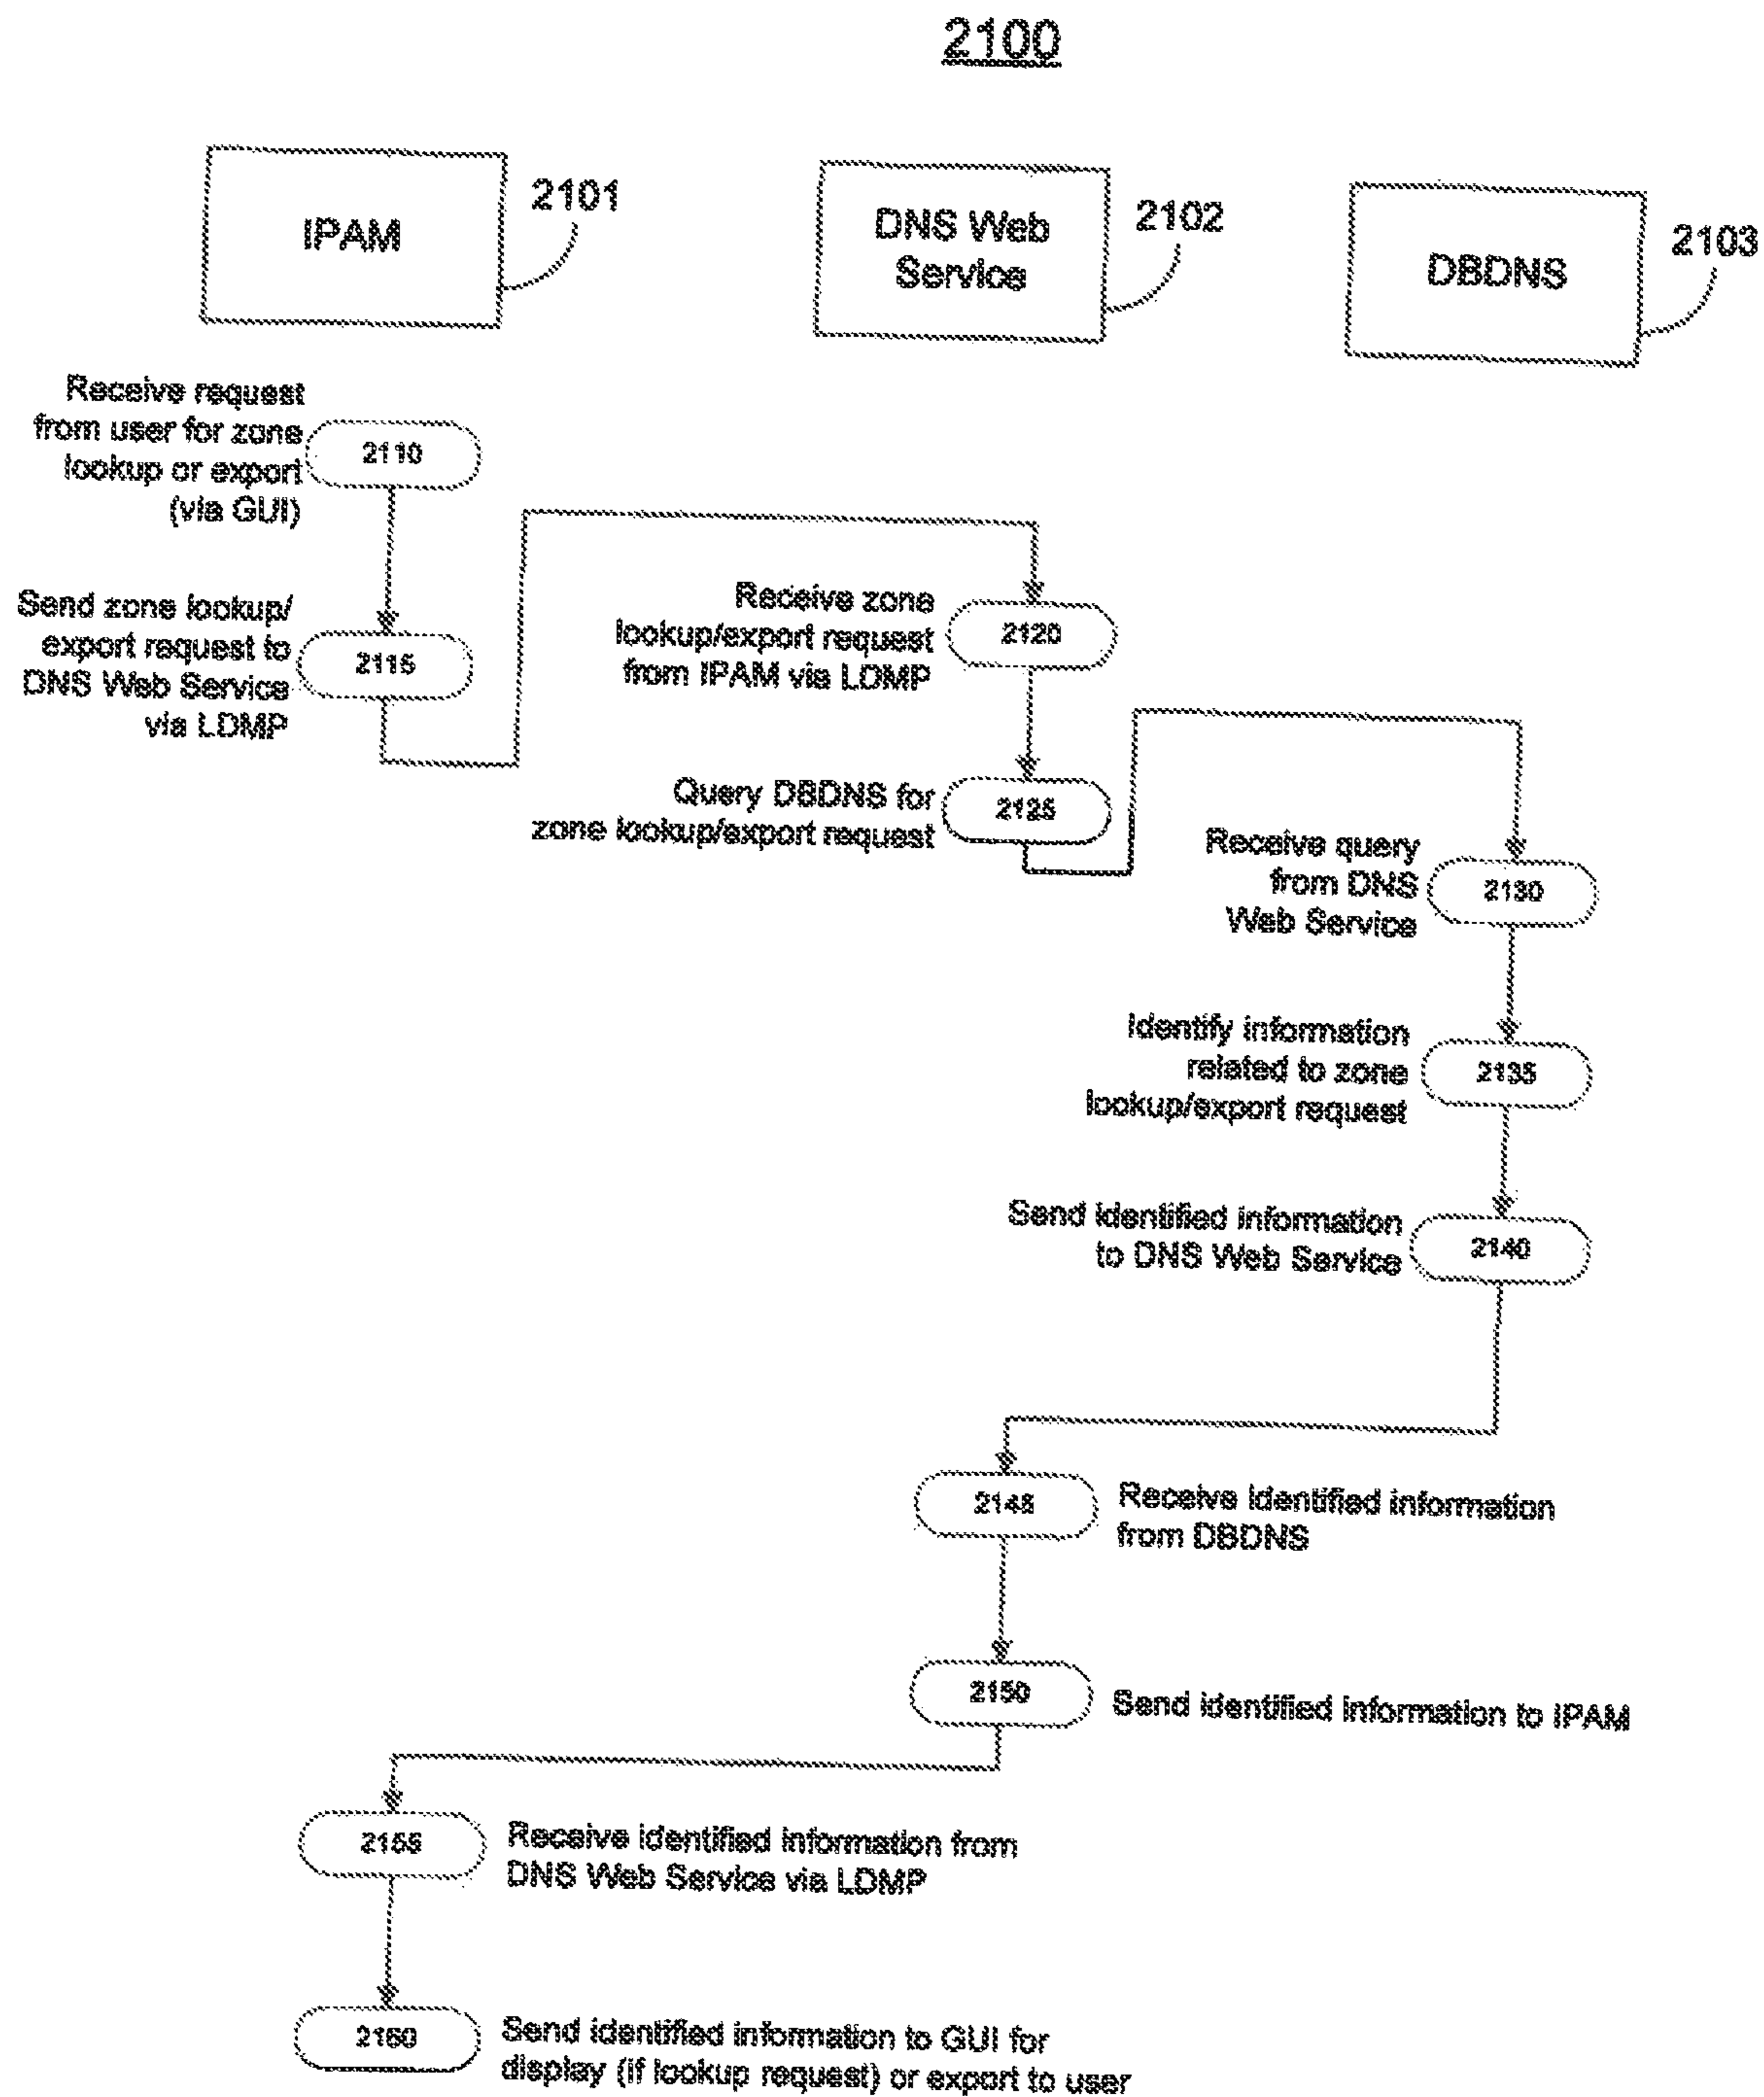 2100
IPAM
2101
DNS Web
Service
2102
DBDNS
2103
Receive request
from user for zone
lookup or export
(via GUI)
2110
Send zone lookup/
export request to
DNS Web Service
via LDMP
2115
Receive zone
lookup/export request
from IPAM via LDMP
2120
Query DBDNS for
zone lookup/export request
2125
Receive query
from DNS
Web Service
2130
Identify information
related to zone
lookup/export request
2135
Send identified information
to DNS Web Service
2140
2145
Receive identified information
from DBDNS
2150
Send identified information to IPAM
2155
Receive identified information from
DNS Web Service via LDMP
2160
Send identified information to GUI for
display (if lookup request) or export to user